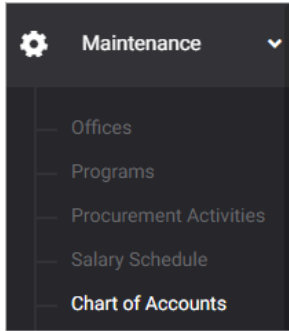 Maintenance
Offices
Programs
Procurement Activities
Salary Schedule
Chart of Accounts